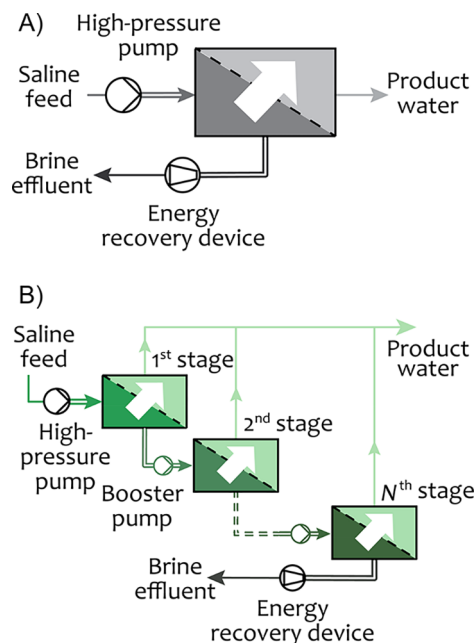 A)
High-pressure
pump
Saline
feed
Product
water
Brine
effluent
Energy
recovery device
B)
Saline
feed
1st stage
Product
water
High-
pressure
pump
2nd stage
Booster
pump
Nth stage
Brine
effluent
Energy
recovery device